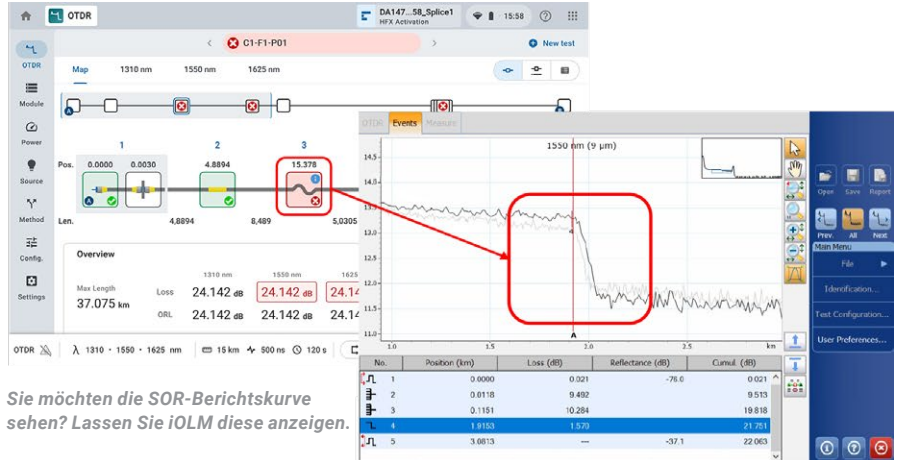 OTDR
DA147...58_Splice1
HFX Activation
15:58
C1-F1-P01
New test
OTDR
Module
Power
Source
Method
Config.
Settings
Map 1310 nm 1550 nm 1625 nm
A A
1 2 3
Pos. 0.0000 0.0030 4.8894 15.378
A
Len. 4,8894 8,489 5,0305
Overview
1310 nm 1550 nm 1625
Max Length
37.075 km
Loss 24.142 dB 24.142 dB 24.14
ORL 24.142 dB 24.142 dB 24.14
OTDR λ 1310 · 1550 · 1625 nm 15 km 500 ns 120 s
OTDR Events Measure
1550 nm (9 µm)
14.5
14.0
13.5
13.0
12.5
12.0
11.5
11.0
1.0 1.5 2.0 2.5 km
A
No. Position (km) Loss (dB) Reflectance (dB) Cumul. (dB)
1 0.0000 0.021 -76.0 0.021
2 0.0118 9.492 9.513
3 0.1151 10.284 19.818
4 1.9153 1.570 21.751
5 3.0813 --- -37.1 22.063
Open Save Report
Prev. All Next
Main Menu
File
Identification...
Test Configuration...
User Preferences...
Sie möchten die SOR-Berichtskurve
sehen? Lassen Sie iOLM diese anzeigen.